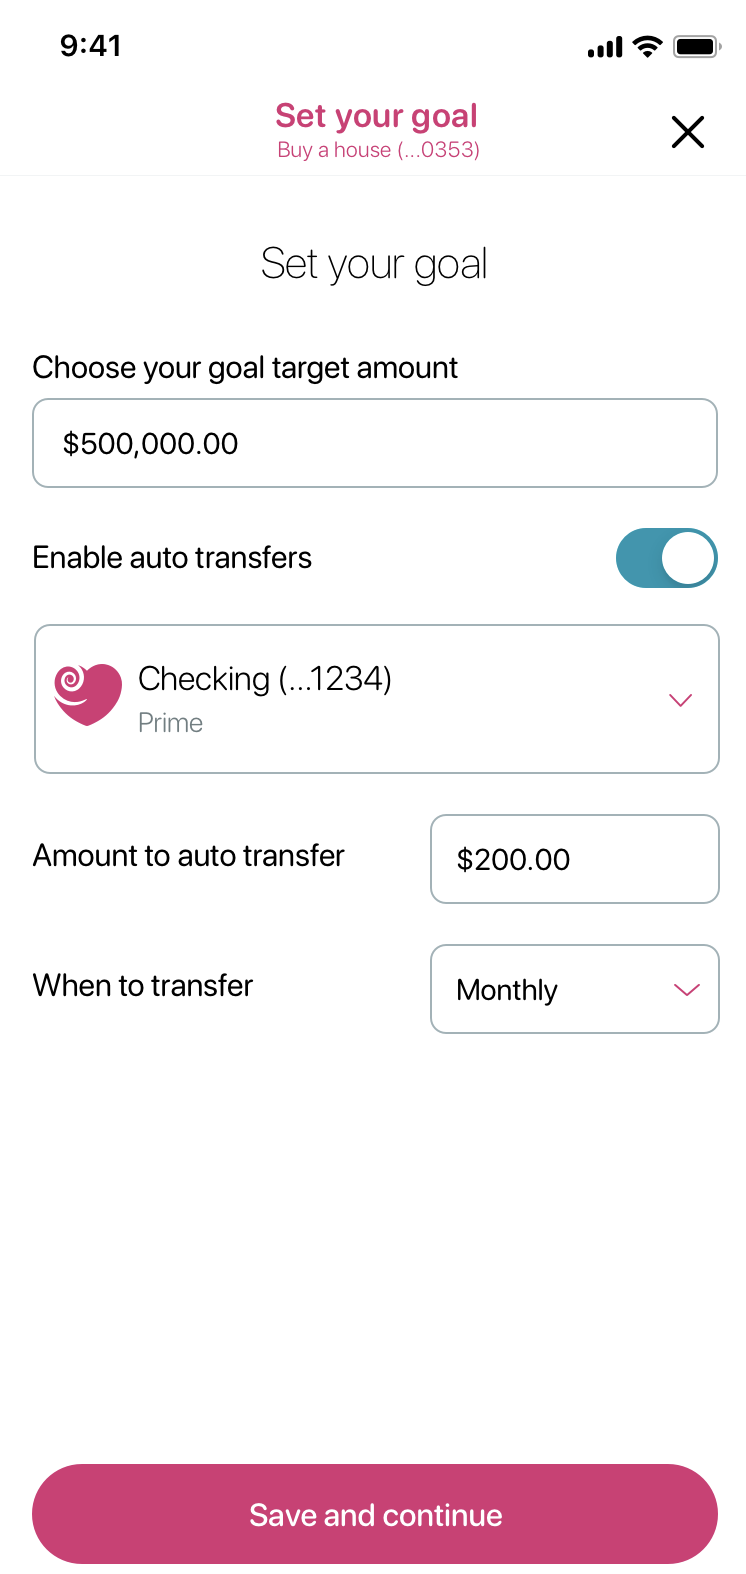 9:41
Set your goal
Buy a house (...0353)
Set your goal
Choose your goal target amount
$500,000.00
Enable auto transfers
Checking (...1234)
Prime
Amount to auto transfer
$200.00
When to transfer
Monthly
Save and continue